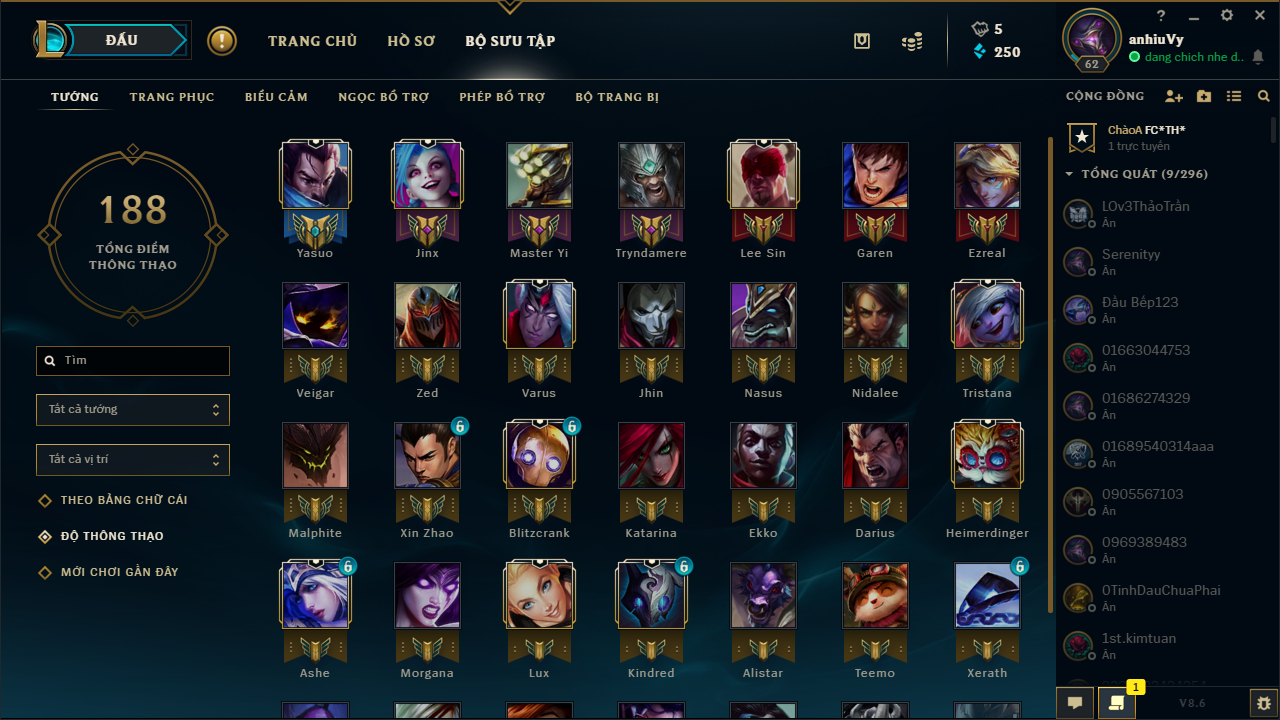 ĐẤU
!
TRANG CHỦ
HỒ SƠ
BỘ SƯU TẬP
5
250
?
62
anhiuVy
dang chich nhe d..
TƯỚNG
TRANG PHỤC
BIỂU CẢM
NGỌC BỔ TRỢ
PHÉP BỔ TRỢ
BỘ TRANG BỊ
CỘNG ĐỒNG
188
TỔNG ĐIỂM
THÔNG THẠO
Tìm
Tất cả tướng
Tất cả vị trí
THEO BẢNG CHỮ CÁI
ĐỘ THÔNG THẠO
MỚI CHƠI GẦN ĐÂY
Yasuo
Jinx
Master Yi
Tryndamere
Lee Sin
Garen
Ezreal
Veigar
Zed
Varus
Jhin
Nasus
Nidalee
Tristana
6
6
Malphite
Xin Zhao
Blitzcrank
Katarina
Ekko
Darius
Heimerdinger
6
6
6
Ashe
Morgana
Lux
Kindred
Alistar
Teemo
Xerath
ChàoA FC*TH*
1 trực tuyến
TỔNG QUÁT (9/296)
LOv3ThảoTrần
Ẩn
Serenityy
Ẩn
Đầu Bếp123
Ẩn
01663044753
Ẩn
01686274329
Ẩn
01689540314aaa
Ẩn
0905567103
Ẩn
0969389483
Ẩn
0TinhDauChuaPhai
Ẩn
1st.kimtuan
Ẩn
1
V8.6